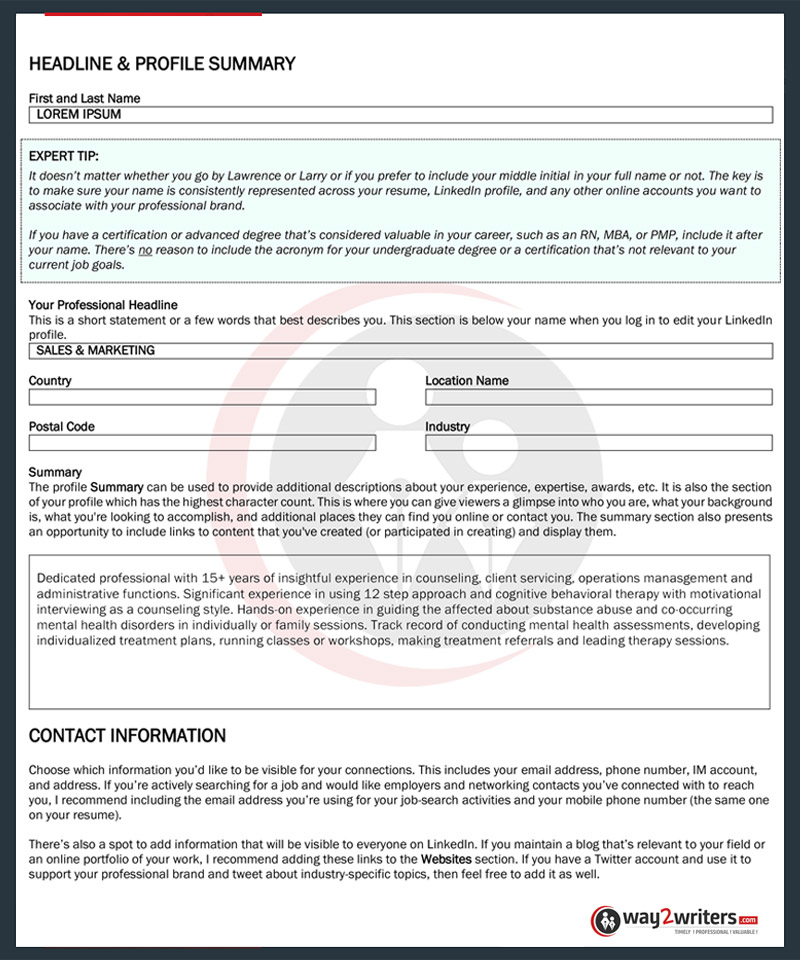 HEADLINE & PROFILE SUMMARY
First and Last Name
LOREM IPSUM
EXPERT TIP:
It doesn't matter whether you go by Lawrence or Larry or if you prefer to include your middle initial in your full name or not. The key is
to make sure your name is consistently represented across your resume, LinkedIn profile, and any other online accounts you want to
associate with your professional brand.
If you have a certification or advanced degree that's considered valuable in your career, such as an RN, MBA, or PMP, include it after
your name. There's no reason to include the acronym for your undergraduate degree or a certification that's not relevant to your
current job goals.
Your Professional Headline
This is a short statement or a few words that best describes you. This section is below your name when you log in to edit your LinkedIn
profile.
SALES & MARKETING
Country
Location Name
Postal Code
Industry
Summary
The profile Summary can be used to provide additional descriptions about your experience, expertise, awards, etc. It is also the section
of your profile which has the highest character count. This is where you can give viewers a glimpse into who you are, what your background
is, what you're looking to accomplish, and additional places they can find you online or contact you. The summary section also presents
an opportunity to include links to content that you've created (or participated in creating) and display them.
Dedicated professional with 15+ years of insightful experience in counseling, client servicing, operations management and
administrative functions. Significant experience in using 12 step approach and cognitive behavioral therapy with motivational
interviewing as a counseling style. Hands-on experience in guiding the affected about substance abuse and co-occurring
mental health disorders in individually or family sessions. Track record of conducting mental health assessments, developing
individualized treatment plans, running classes or workshops, making treatment referrals and leading therapy sessions.
CONTACT INFORMATION
Choose which information you'd like to be visible for your connections. This includes your email address, phone number, IM account,
and address. If you're actively searching for a job and would like employers and networking contacts you've connected with to reach
you, I recommend including the email address you're using for your job-search activities and your mobile phone number (the same one
on your resume).
There's also a spot to add information that will be visible to everyone on LinkedIn. If you maintain a blog that's relevant to your field or
an online portfolio of your work, I recommend adding these links to the Websites section. If you have a Twitter account and use it to
support your professional brand and tweet about industry-specific topics, then feel free to add it as well.
way2writers.com
TIMELY ! PROFESSIONAL ! VALUABLE !